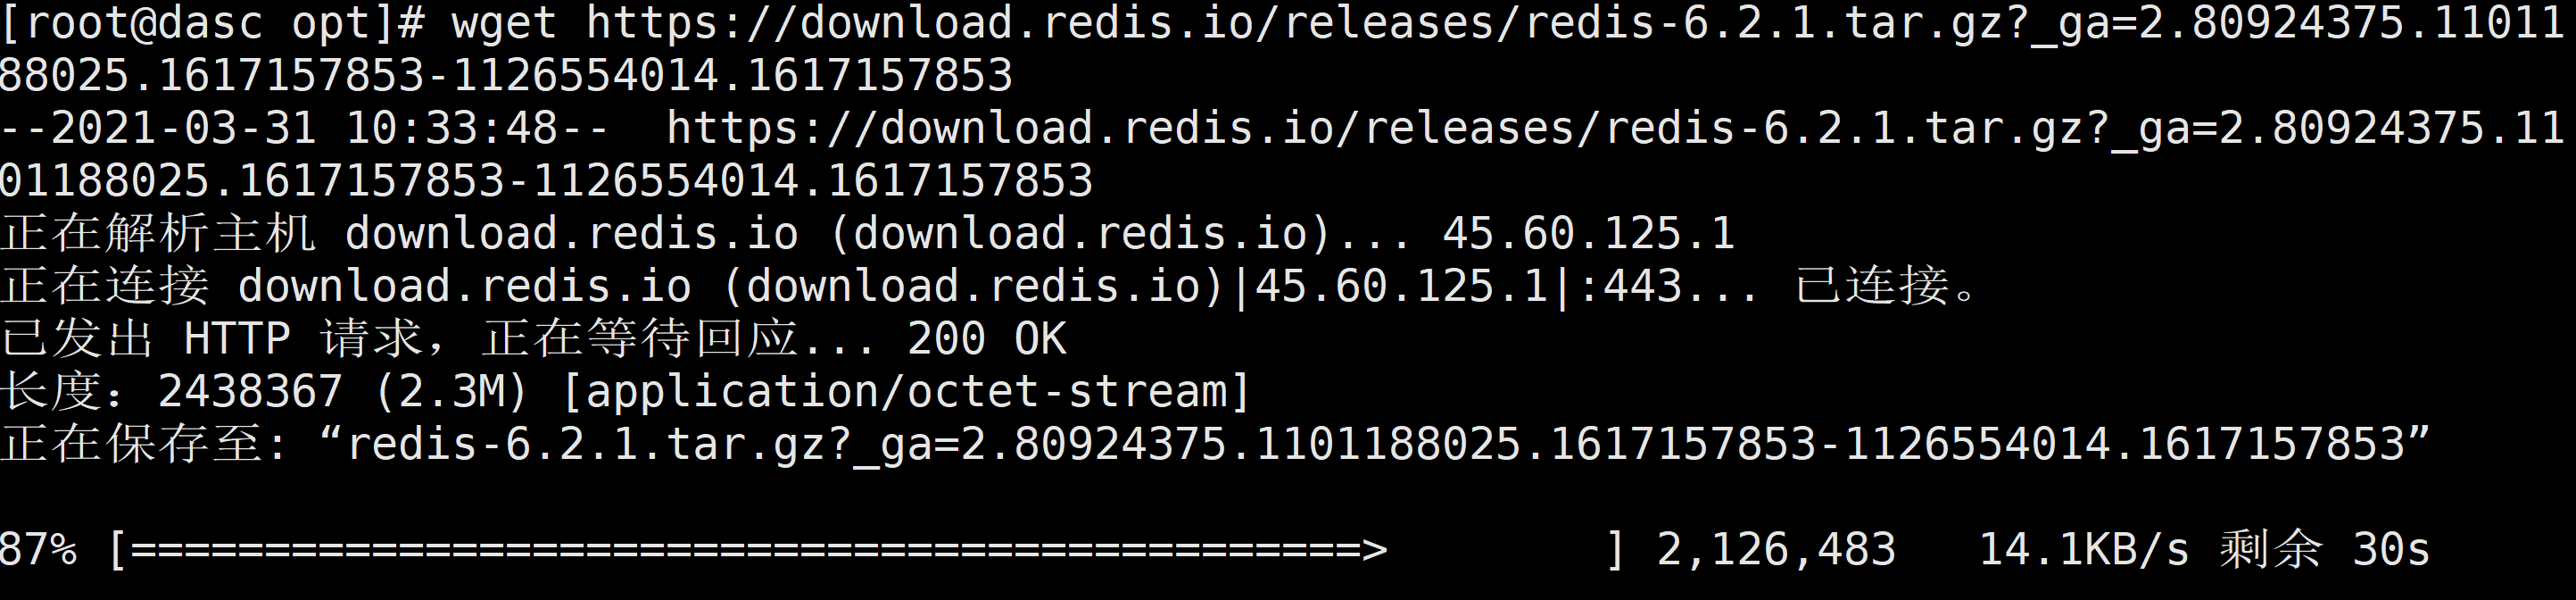 [root@dasc opt]# wget https://download.redis.io/releases/redis-6.2.1.tar.gz?_ga=2.80924375.11011
88025.1617157853-1126554014.1617157853
--2021-03-31 10:33:48--  https://download.redis.io/releases/redis-6.2.1.tar.gz?_ga=2.80924375.11
01188025.1617157853-1126554014.1617157853
正在解析主机 download.redis.io (download.redis.io)... 45.60.125.1
正在连接 download.redis.io (download.redis.io)|45.60.125.1|:443... 已连接。
已发出 HTTP 请求，正在等待回应... 200 OK
长度：2438367 (2.3M) [application/octet-stream]
正在保存至: “redis-6.2.1.tar.gz?_ga=2.80924375.1101188025.1617157853-1126554014.1617157853”
87% [==============================================>        ] 2,126,483   14.1KB/s 剩余 30s